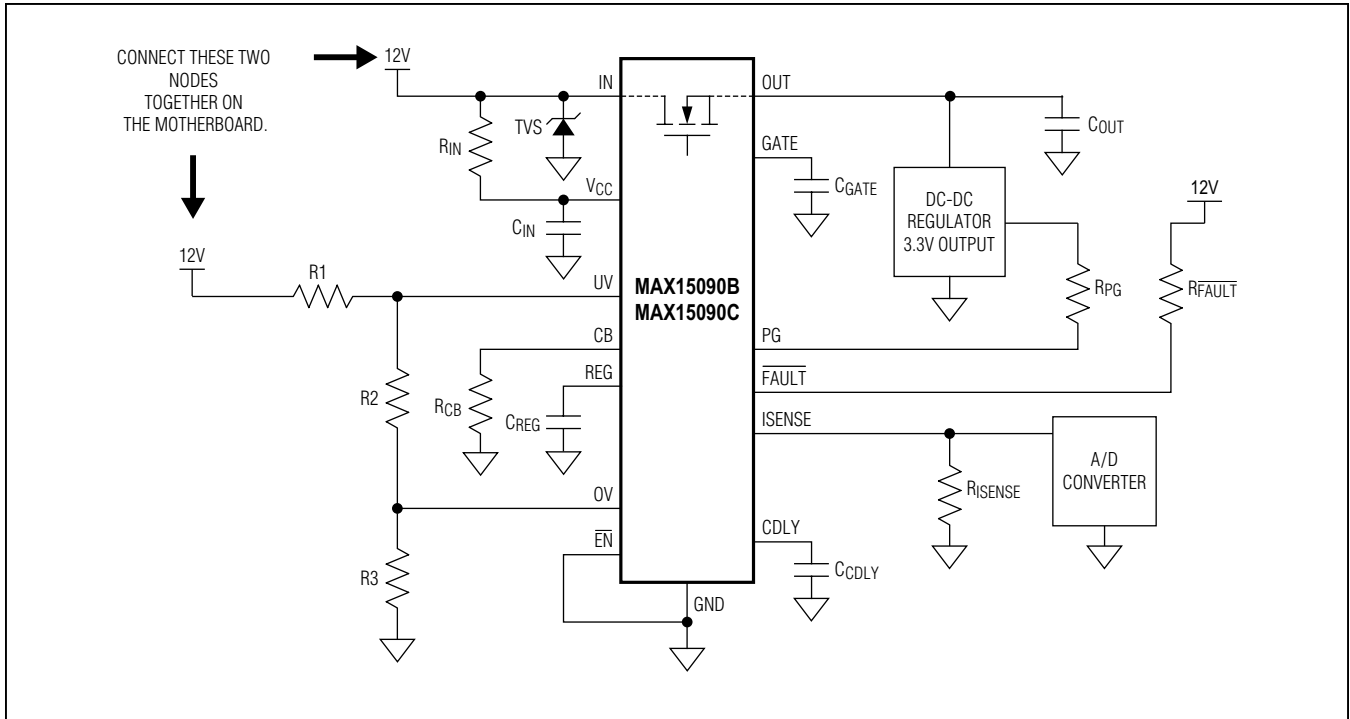 CONNECT THESE TWO
NODES
TOGETHER ON
THE MOTHERBOARD.
12V
12V
R1
R2
R3
RIN
TVS
CIN
RCB
CREG
IN
VCC
UV
CB
REG
OV
EN
MAX15090B
MAX15090C
GND
OUT
GATE
PG
FAULT
ISENSE
CDLY
CGATE
COUT
DC-DC
REGULATOR
3.3V OUTPUT
12V
RPG
RFAULT
RISENSE
A/D
CONVERTER
CCDLY